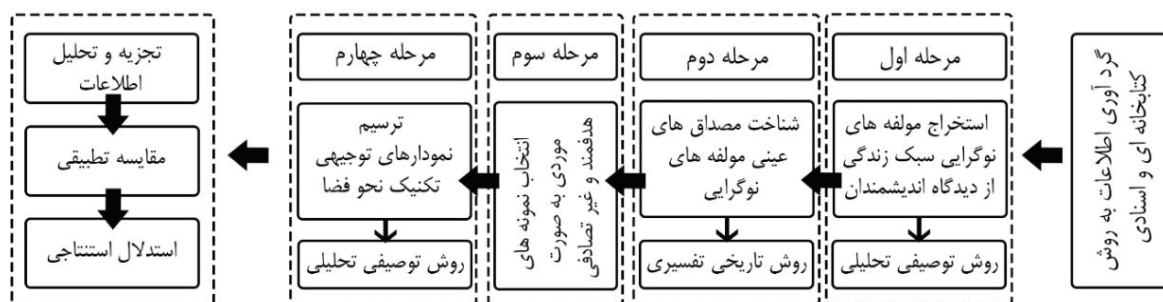 گرد آوری اطلاعات به روش
کتابخانه ای و اسنادی
مرحله اول
استخراج مولفه های
نوگرایی سبک زندگی
از دیدگاه اندیشمندان
روش توصیفی تحلیلی
مرحله دوم
شناخت مصداق های
عینی مولفه های
نوگرایی
روش تاریخی تفسیری
مرحله سوم
انتخاب نمونه های
موردی به صورت
هدفمند و غیر تصادفی
مرحله چهارم
ترسیم
نمودارهای توجیهی
تکنیک نحو فضا
روش توصیفی تحلیلی
تجزیه و تحلیل
اطلاعات
مقایسه تطبیقی
استدلال استنتاجی